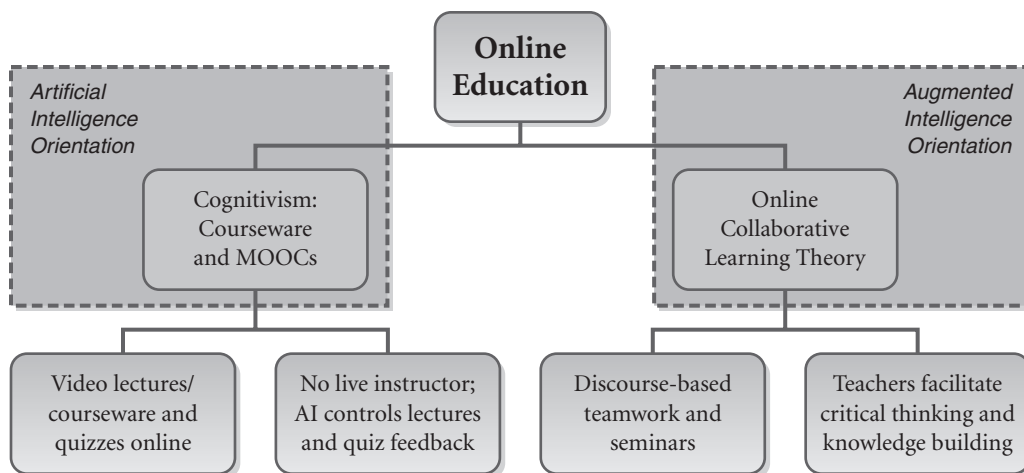 Online
Education
Artificial
Intelligence
Orientation
Augmented
Intelligence
Orientation
Cognitivism:
Courseware
and MOOCs
Online
Collaborative
Learning Theory
Video lectures/
courseware and
quizzes online
No live instructor;
AI controls lectures
and quiz feedback
Discourse-based
teamwork and
seminars
Teachers facilitate
critical thinking and
knowledge building